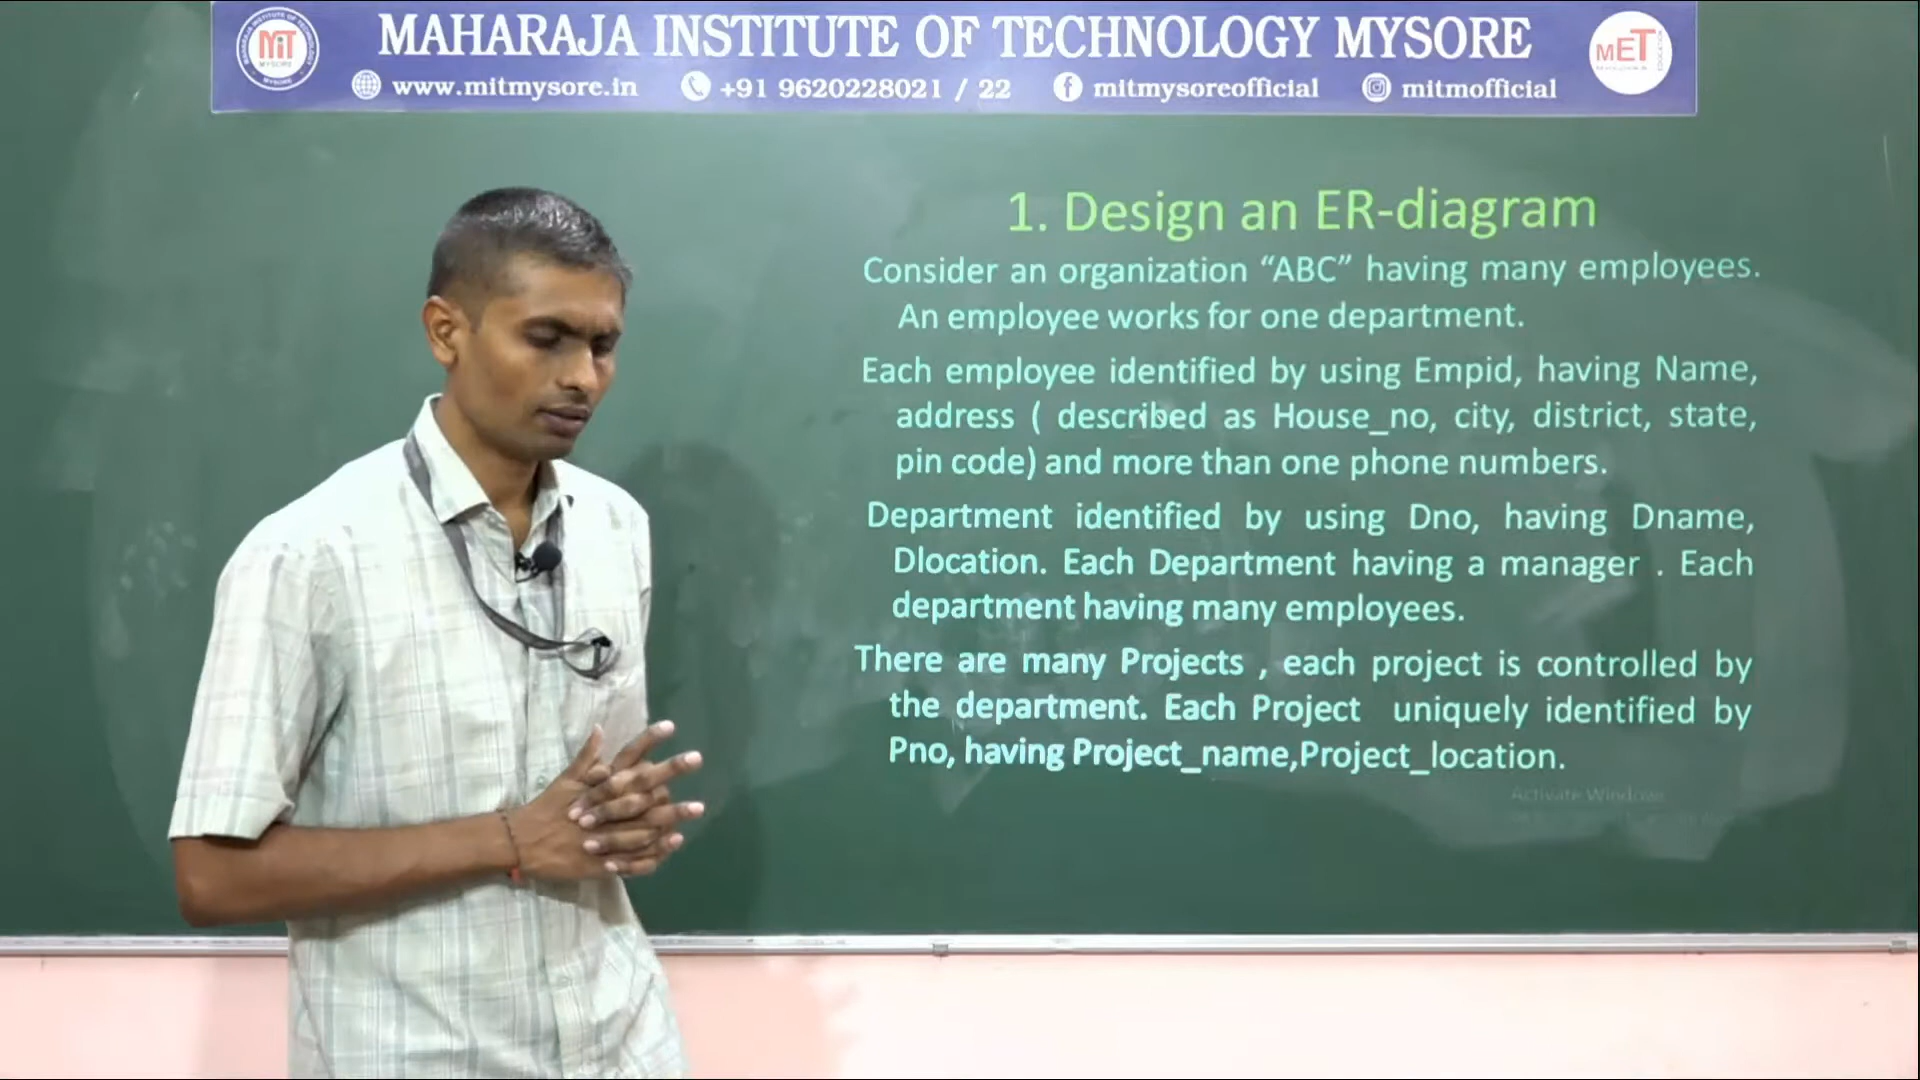 MAHARAJA INSTITUTE OF TECHNOLOGY MYSORE
MiT
MYSORE
MET
www.mitmysore.in +91 9620228021 / 22 mitmysoreofficial mitmofficial
1. Design an ER-diagram
Consider an organization “ABC” having many employees.
An employee works for one department.
Each employee identified by using Empid, having Name,
address ( described as House_no, city, district, state,
pin code) and more than one phone numbers.
Department identified by using Dno, having Dname,
Dlocation. Each Department having a manager . Each
department having many employees.
There are many Projects , each project is controlled by
the department. Each Project uniquely identified by
Pno, having Project_name,Project_location.
Activate Windows